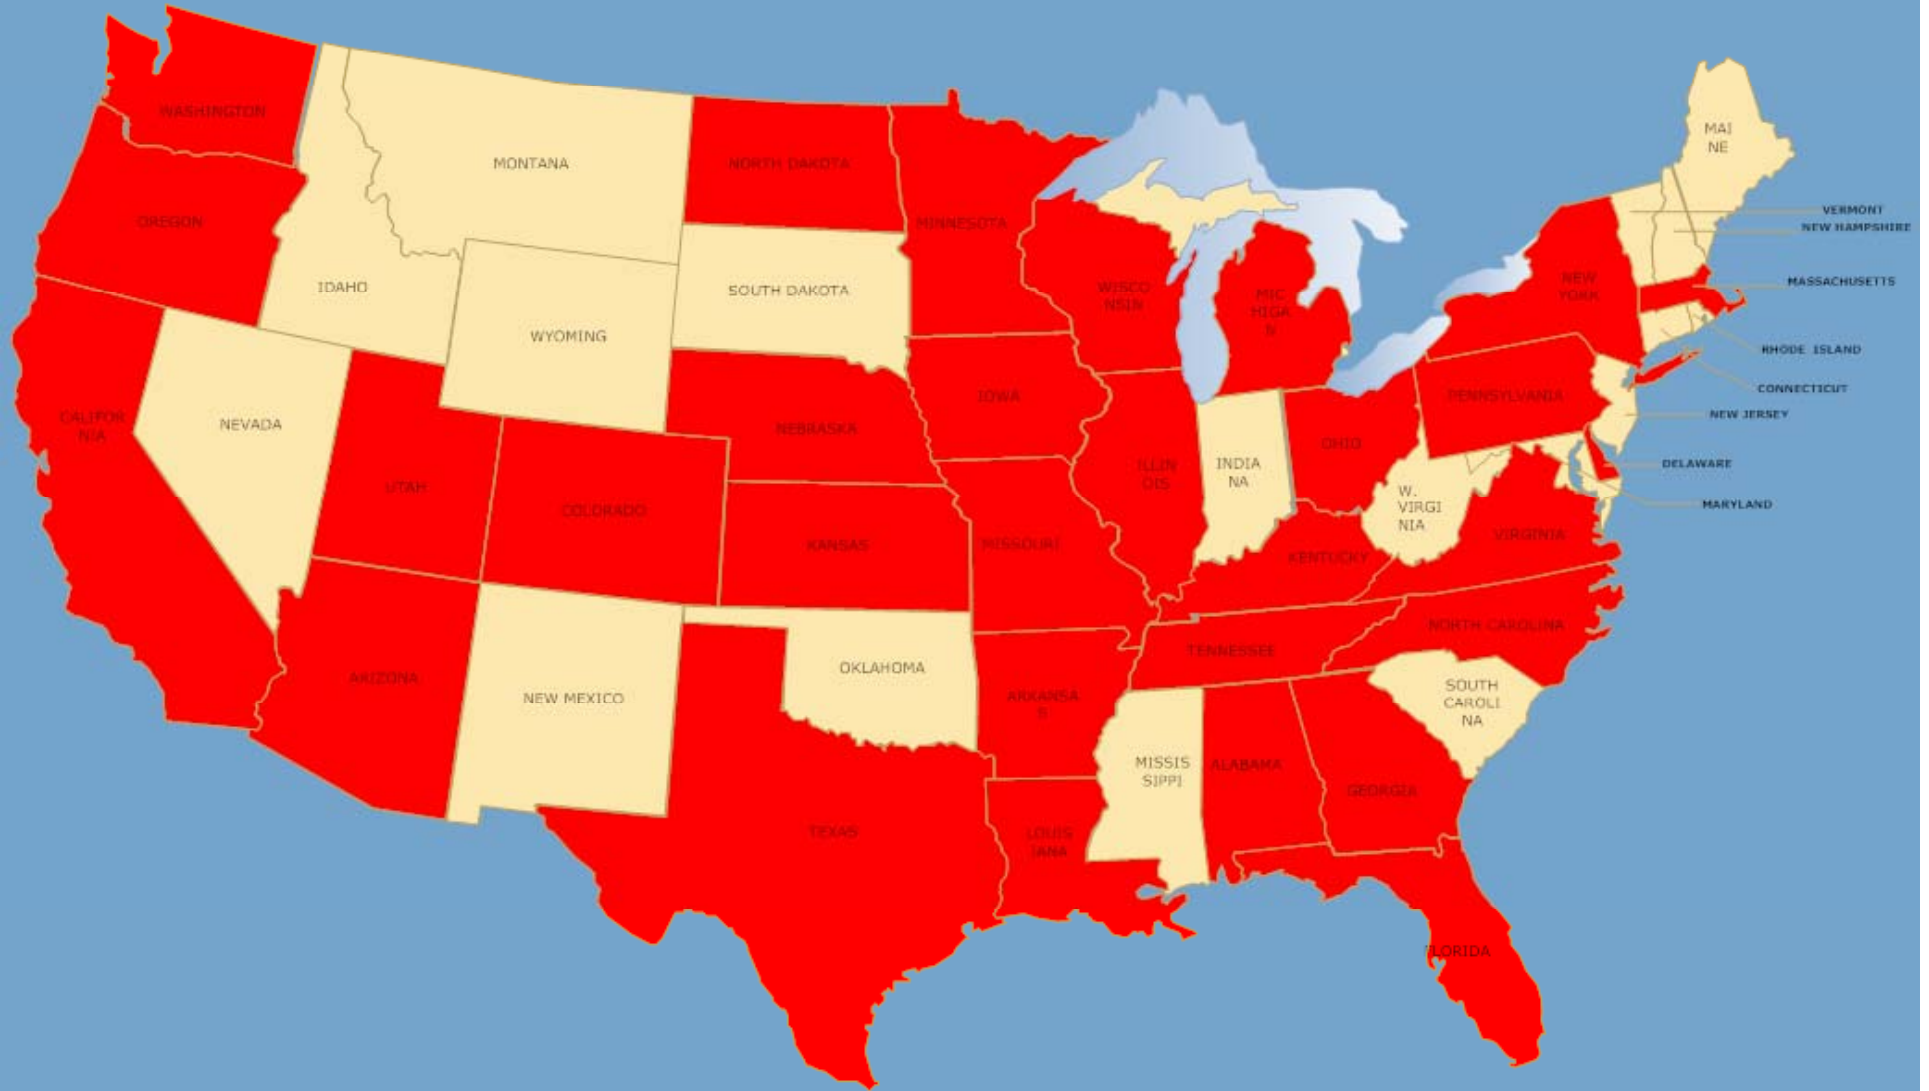 WASHINGTON
OREGON
CALIFOR
NIA
IDAHO
NEVADA
MONTANA
WYOMING
UTAH
COLORADO
ARIZONA
NEW MEXICO
NORTH DAKOTA
SOUTH DAKOTA
NEBRASKA
KANSAS
OKLAHOMA
TEXAS
MINNESOTA
IOWA
MISSOURI
ARKANSA
S
LOUIS
IANA
WISCO
NSIN
ILLIN
OIS
MIC
HIGA
N
INDIA
NA
OHIO
KENTUCKY
TENNESSEE
MISSIS
SIPPI
ALABAMA
GEORGIA
FLORIDA
SOUTH
CAROLI
NA
NORTH CAROLINA
VIRGINIA
W.
VIRGI
NIA
PENNSYLVANIA
NEW
YORK
MAI
NE
VERMONT
NEW HAMPSHIRE
MASSACHUSETTS
RHODE ISLAND
CONNECTICUT
NEW JERSEY
DELAWARE
MARYLAND